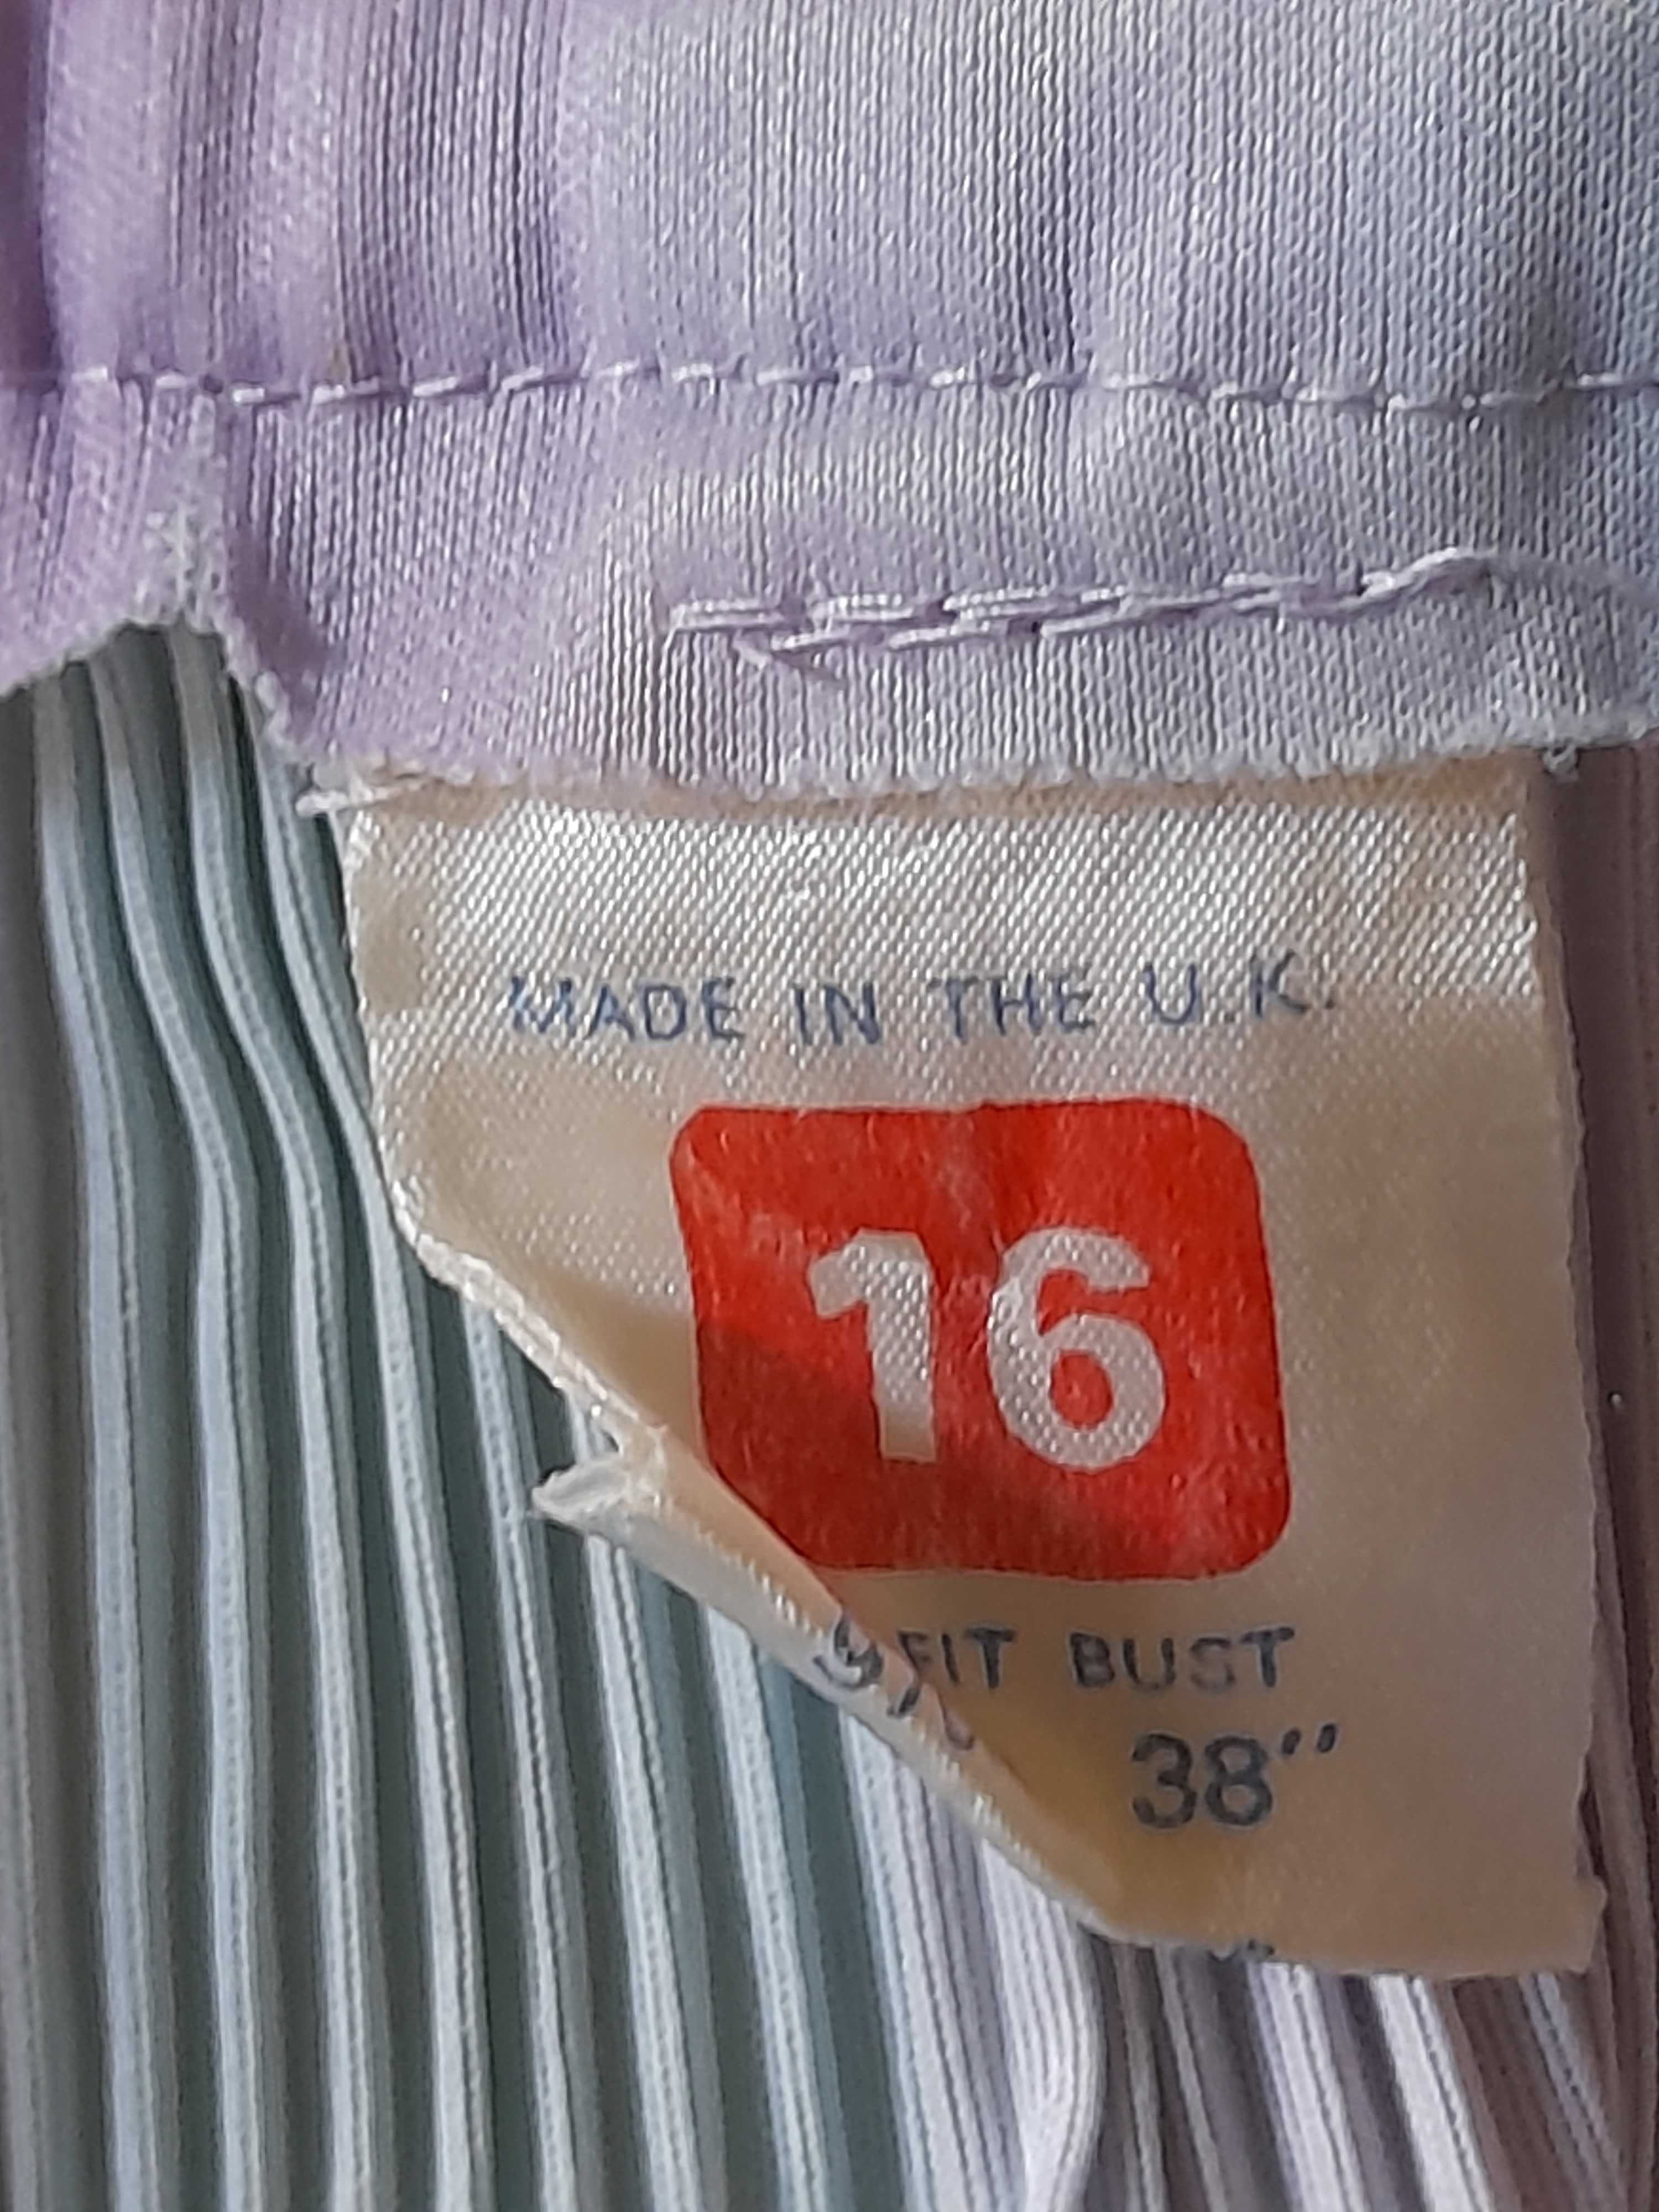 MADE IN THE U.K.
16
FIT BUST
38"